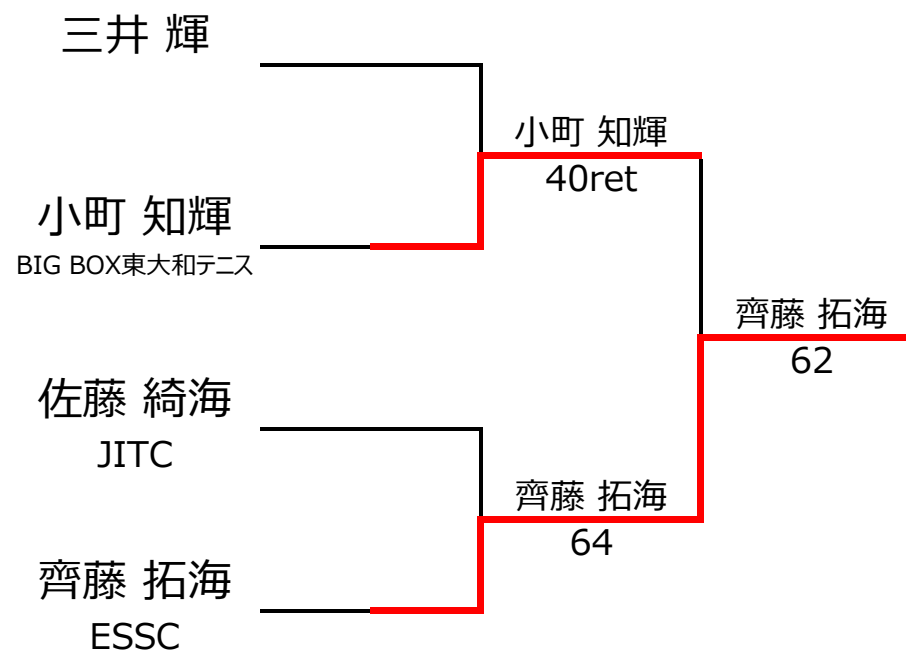 三井 輝
小町 知輝
BIG BOX東大和テニス
佐藤 綺海
JITC
齊藤 拓海
ESSC
小町 知輝
40ret
齊藤 拓海
64
齊藤 拓海
62